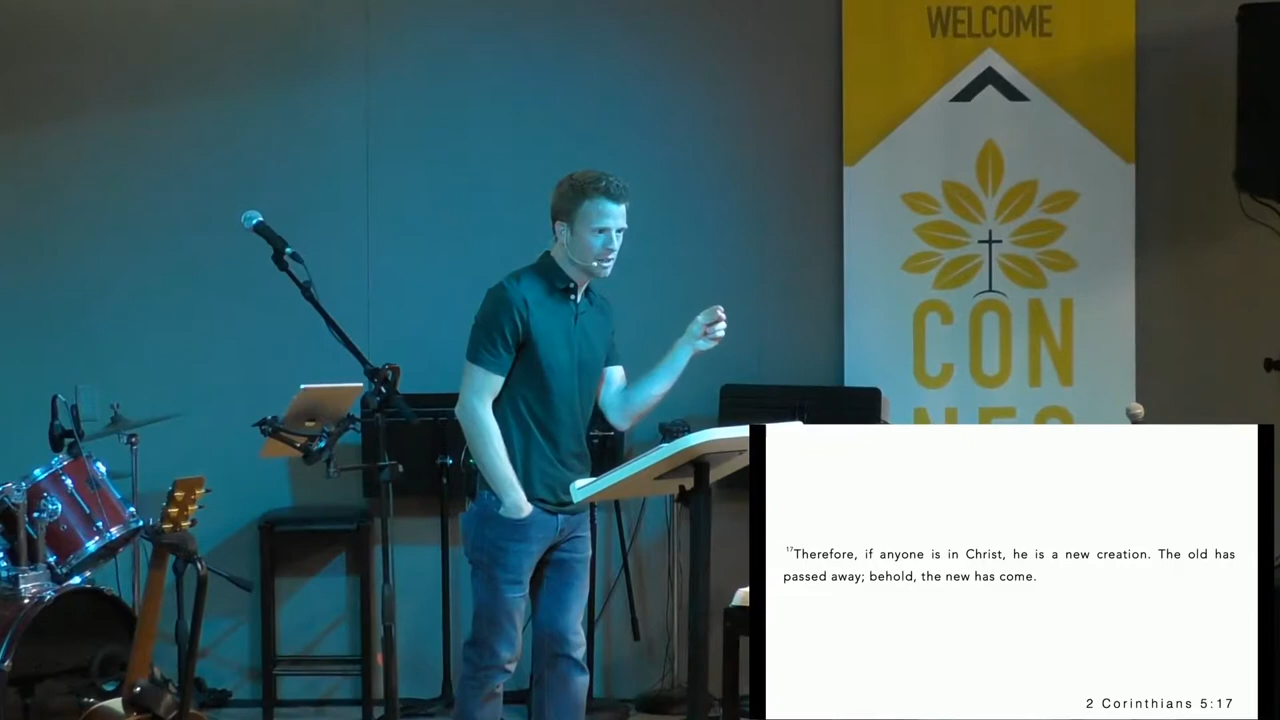 WELCOME
CON
¹⁷Therefore, if anyone is in Christ, he is a new creation. The old has
passed away; behold, the new has come.
2 Corinthians 5:17